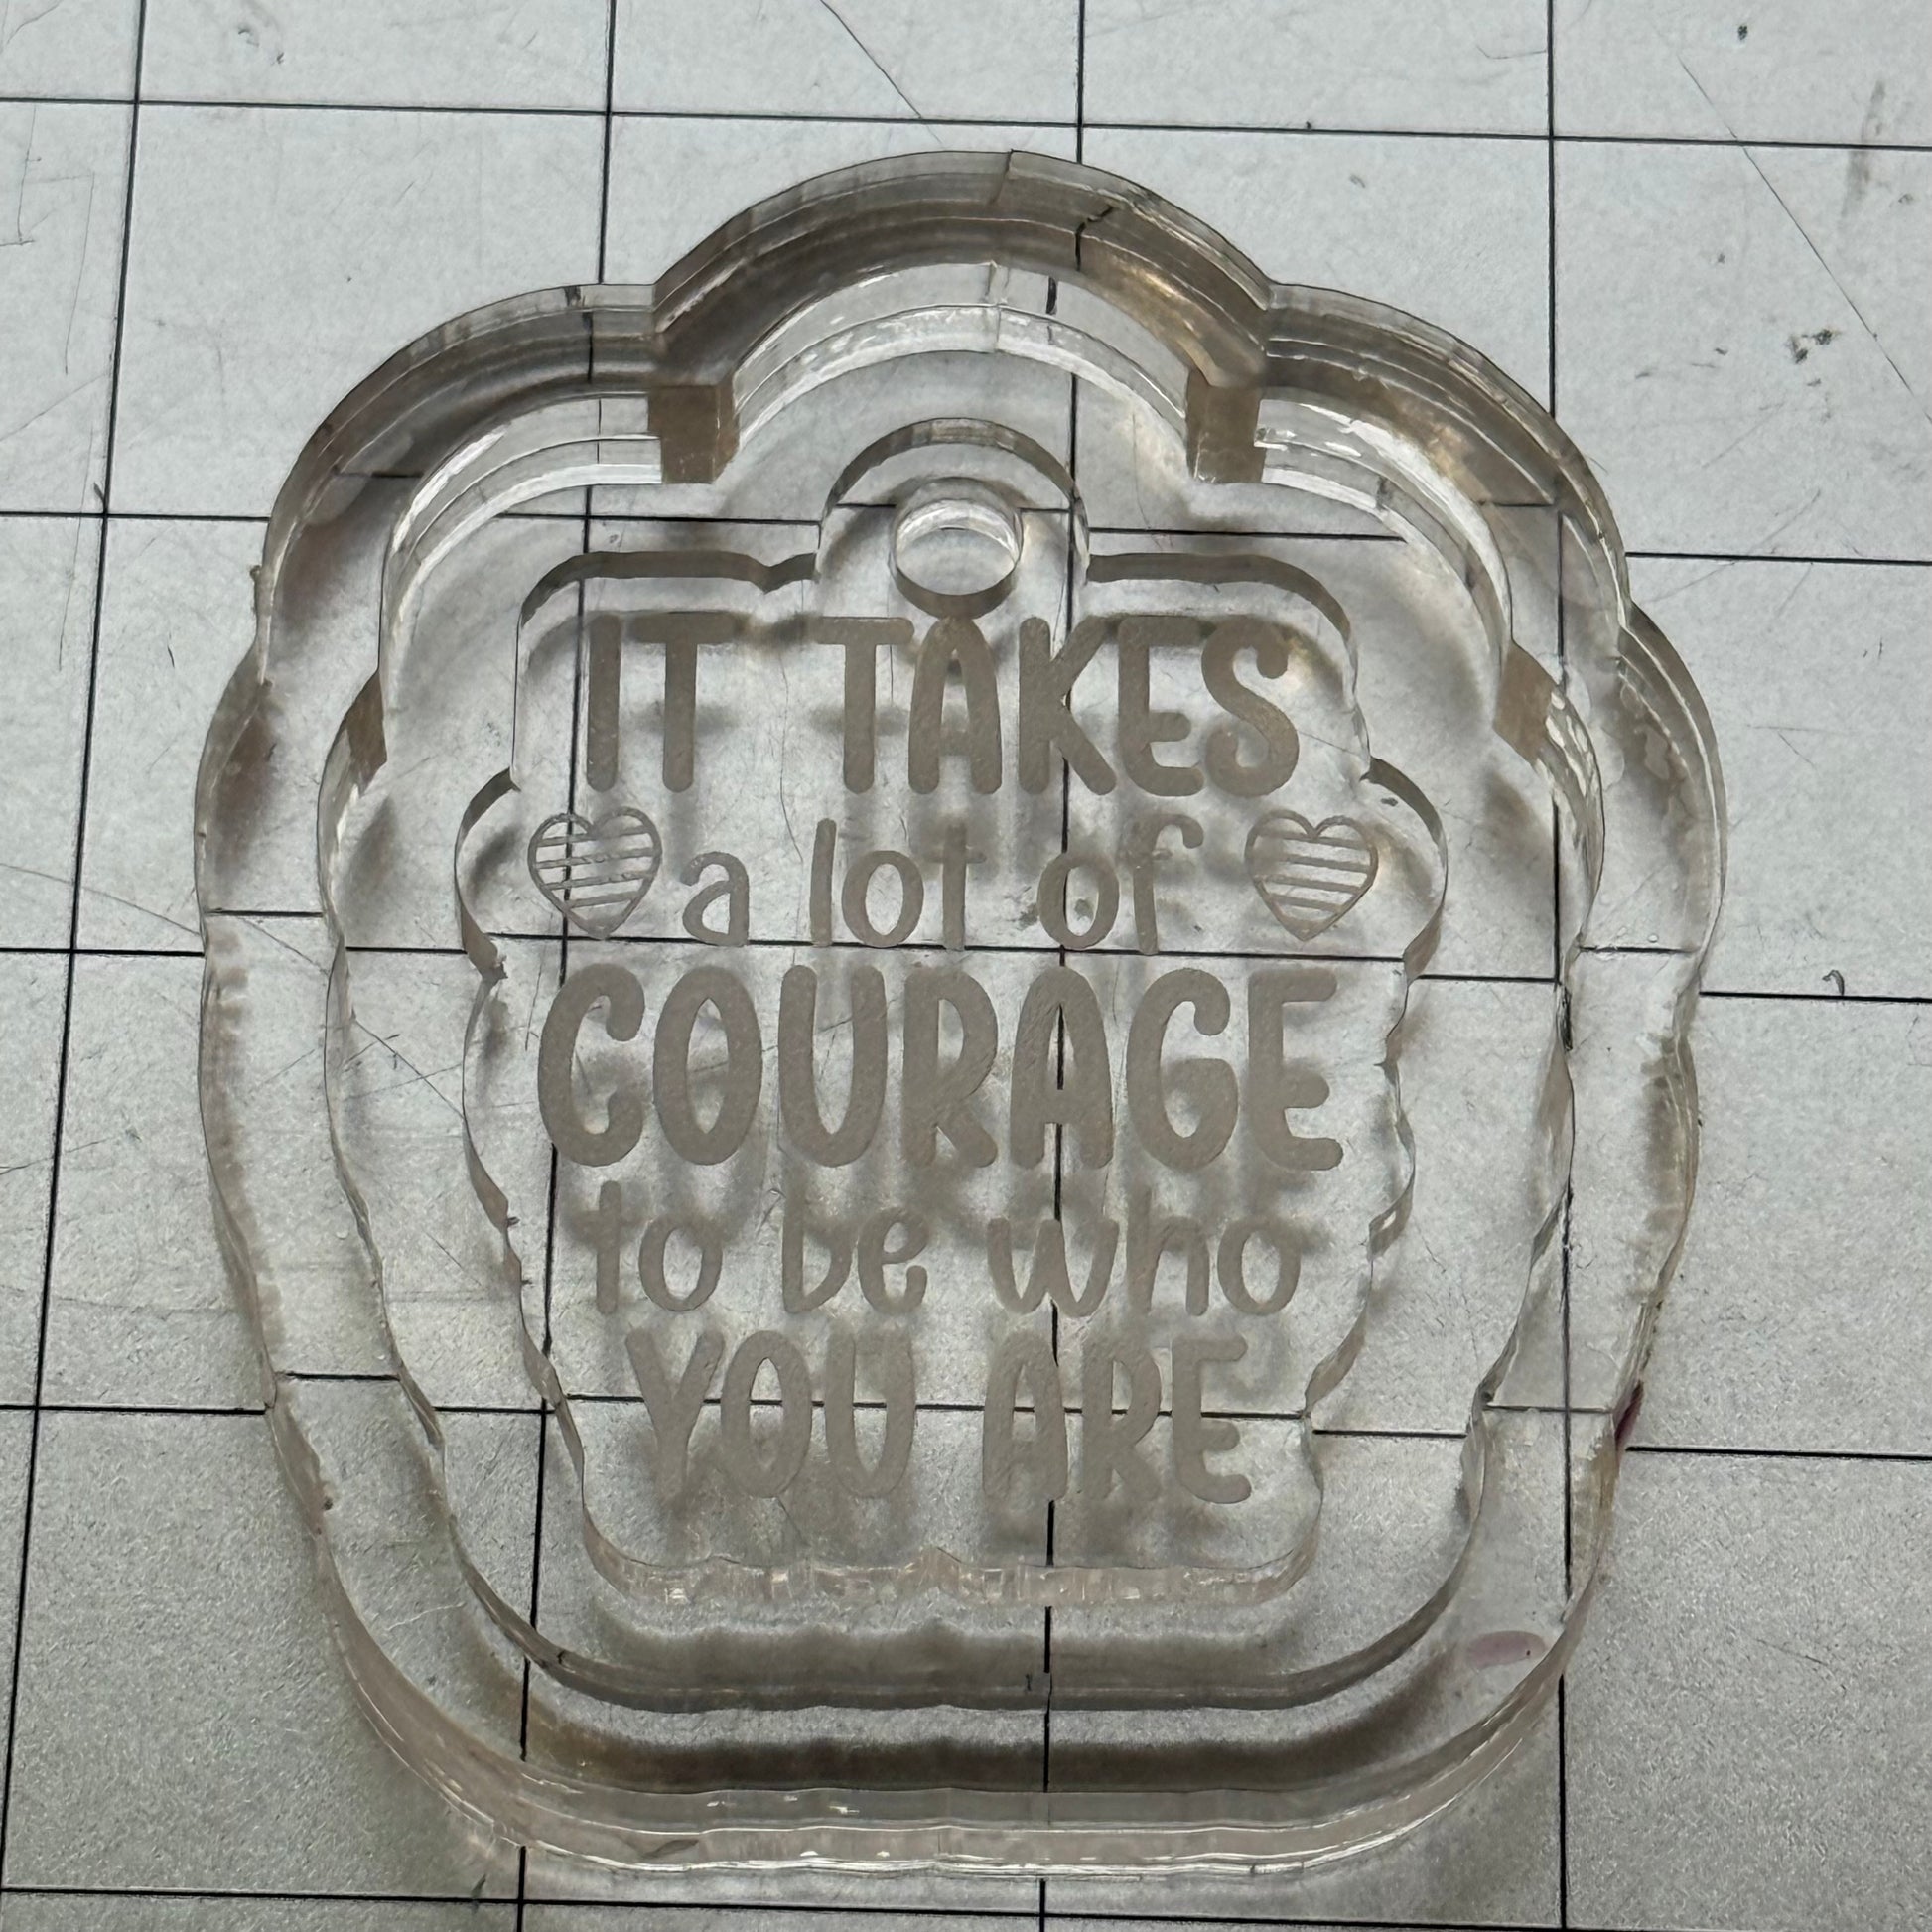 IT TAKES
a lot of
COURAGE
to be who
YOU ARE